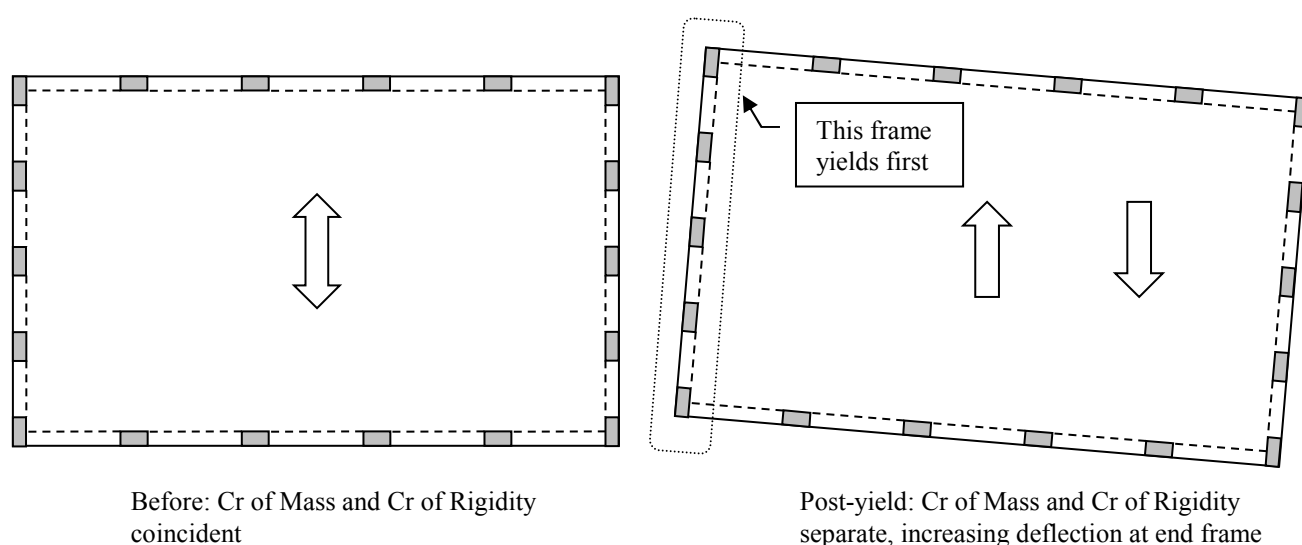 This frame
yields first
Before: Cr of Mass and Cr of Rigidity
coincident
Post-yield: Cr of Mass and Cr of Rigidity
separate, increasing deflection at end frame